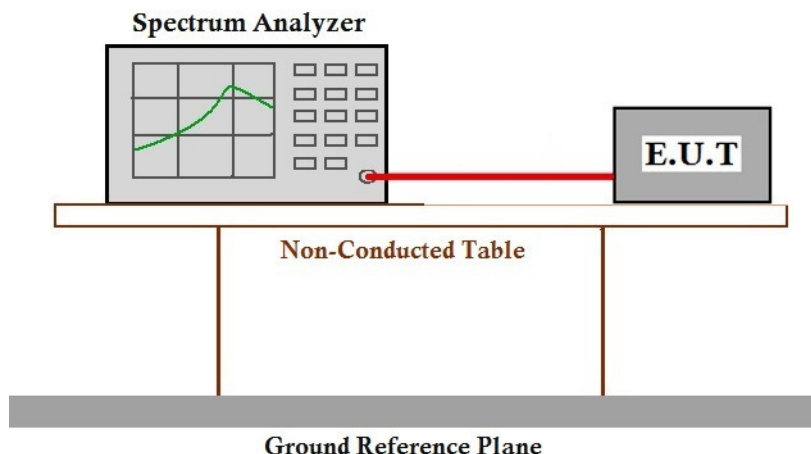 Spectrum Analyzer
E.U.T
Non-Conducted Table
Ground Reference Plane